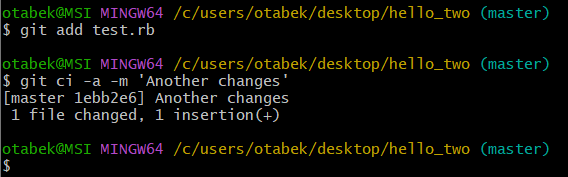 otabek@MSI MINGW64 /c/users/otabek/desktop/hello_two (master)
$ git add test.rb
otabek@MSI MINGW64 /c/users/otabek/desktop/hello_two (master)
$ git ci -a -m 'Another changes'
[master 1ebb2e6] Another changes
 1 file changed, 1 insertion(+)
otabek@MSI MINGW64 /c/users/otabek/desktop/hello_two (master)
$